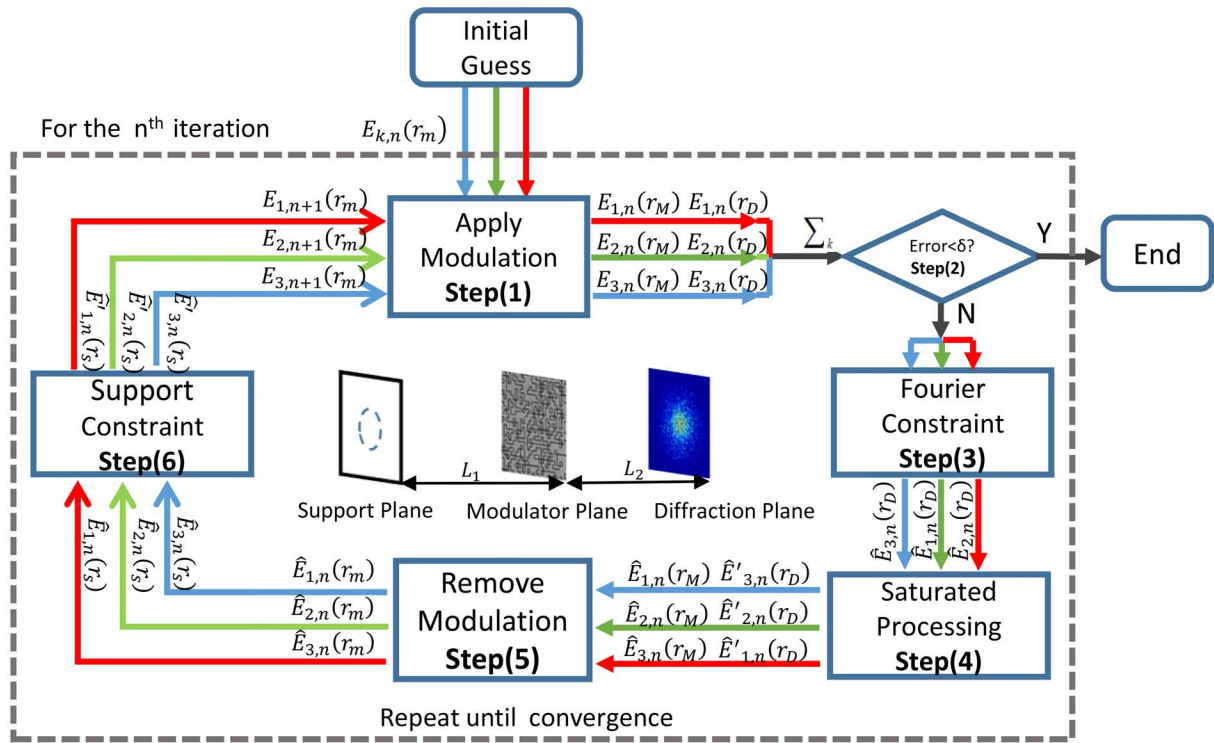 Initial
Guess
For the nᵗʰ iteration
E_{k,n}(r_m)
E_{1,n+1}(r_m)
E_{2,n+1}(r_m)
E_{3,n+1}(r_m)
Apply
Modulation
Step(1)
E_{1,n}(r_M) E_{1,n}(r_D)
E_{2,n}(r_M) E_{2,n}(r_D)
E_{3,n}(r_M) E_{3,n}(r_D)
∑_k
Error<δ?
Step(2)
Y
End
N
Ê'_{1,n}(r_s)
Ê'_{2,n}(r_s)
Ê'_{3,n}(r_s)
Support
Constraint
Step(6)
Fourier
Constraint
Step(3)
L_1
L_2
Support Plane
Modulator Plane
Diffraction Plane
Ê_{3,n}(r_D)
Ê_{1,n}(r_D)
Ê_{2,n}(r_D)
Ê_{1,n}(r_s)
Ê_{2,n}(r_s)
Ê_{3,n}(r_s)
Ê_{1,n}(r_m)
Ê_{2,n}(r_m)
Ê_{3,n}(r_m)
Remove
Modulation
Step(5)
Ê_{1,n}(r_M) Ê'_{3,n}(r_D)
Ê_{2,n}(r_M) Ê'_{2,n}(r_D)
Ê_{3,n}(r_M) Ê'_{1,n}(r_D)
Saturated
Processing
Step(4)
Repeat until convergence